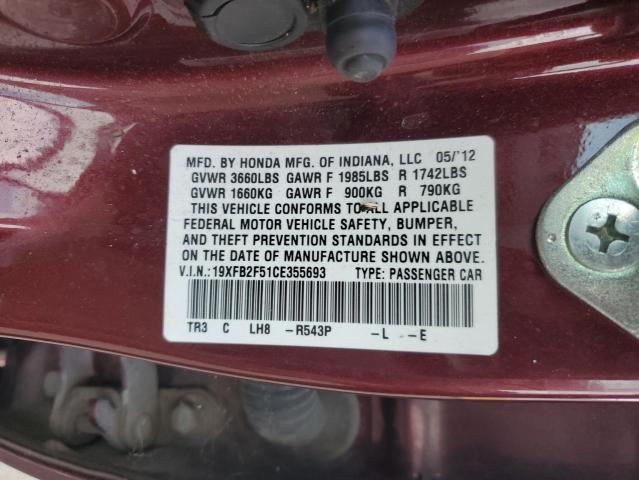 MFD. BY HONDA MFG. OF INDIANA, LLC 05/'12
GVWR 3660LBS GAWR F 1985LBS R 1742LBS
GVWR 1660KG GAWR F 900KG R 790KG
THIS VEHICLE CONFORMS TO ALL APPLICABLE
FEDERAL MOTOR VEHICLE SAFETY, BUMPER,
AND THEFT PREVENTION STANDARDS IN EFFECT
ON THE DATE OF MANUFACTURE SHOWN ABOVE.
V.I.N.:19XFB2F51CE355693 TYPE: PASSENGER CAR
TR3 C LH8 -R543P -L -E